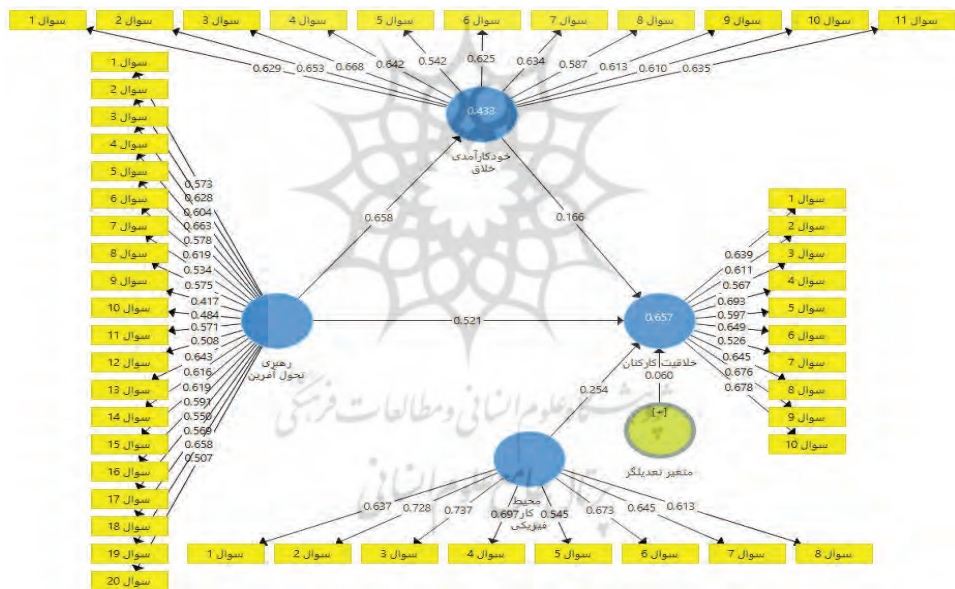 سوال 1
سوال 2
سوال 3
سوال 4
سوال 5
سوال 6
سوال 7
سوال 8
سوال 9
سوال 10
سوال 11
0.629
0.653
0.668
0.642
0.542
0.625
0.634
0.587
0.613
0.610
0.635
0.433
خودکارآمدی
خلاق
سوال 1
سوال 2
سوال 3
سوال 4
سوال 5
سوال 6
سوال 7
سوال 8
سوال 9
سوال 10
سوال 11
سوال 12
سوال 13
سوال 14
سوال 15
سوال 16
سوال 17
سوال 18
سوال 19
سوال 20
0.573
0.628
0.604
0.663
0.578
0.619
0.534
0.575
0.417
0.484
0.571
0.508
0.643
0.616
0.619
0.591
0.550
0.569
0.658
0.507
رهبری
تحول آفرین
0.658
0.166
0.521
0.254
0.657
خلاقیت کارکنان
0.060
[+]
متغیر تعدیلگر
سوال 1
سوال 2
سوال 3
سوال 4
سوال 5
سوال 6
سوال 7
سوال 8
سوال 9
سوال 10
0.639
0.611
0.567
0.693
0.597
0.649
0.526
0.645
0.676
0.678
پژوهشگاه علوم انسانی و مطالعات فرهنگی
پرتال جامع علوم انسانی
محیط
کار
فیزیکی
0.637
0.728
0.737
0.697
0.545
0.673
0.645
0.613
سوال 1
سوال 2
سوال 3
سوال 4
سوال 5
سوال 6
سوال 7
سوال 8